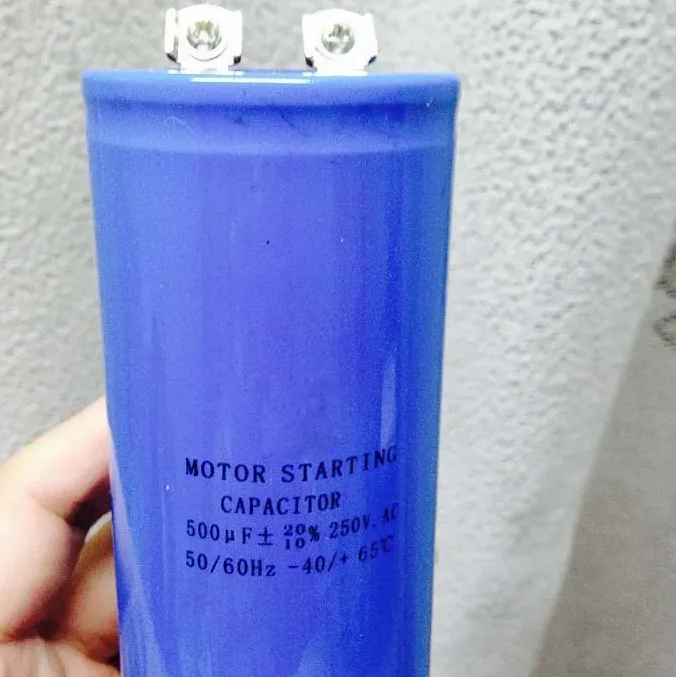 MOTOR STARTING
CAPACITOR
500μF± 20/10% 250V.AC
50/60Hz -40/+ 65℃